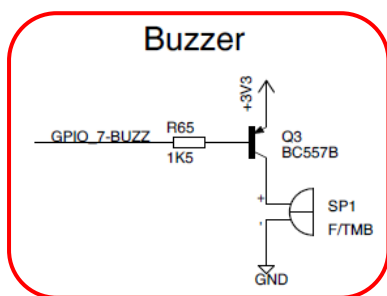 Buzzer
+3V3
GPIO_7-BUZZ
R65
1K5
Q3
BC557B
+
SP1
-
F/TMB
GND